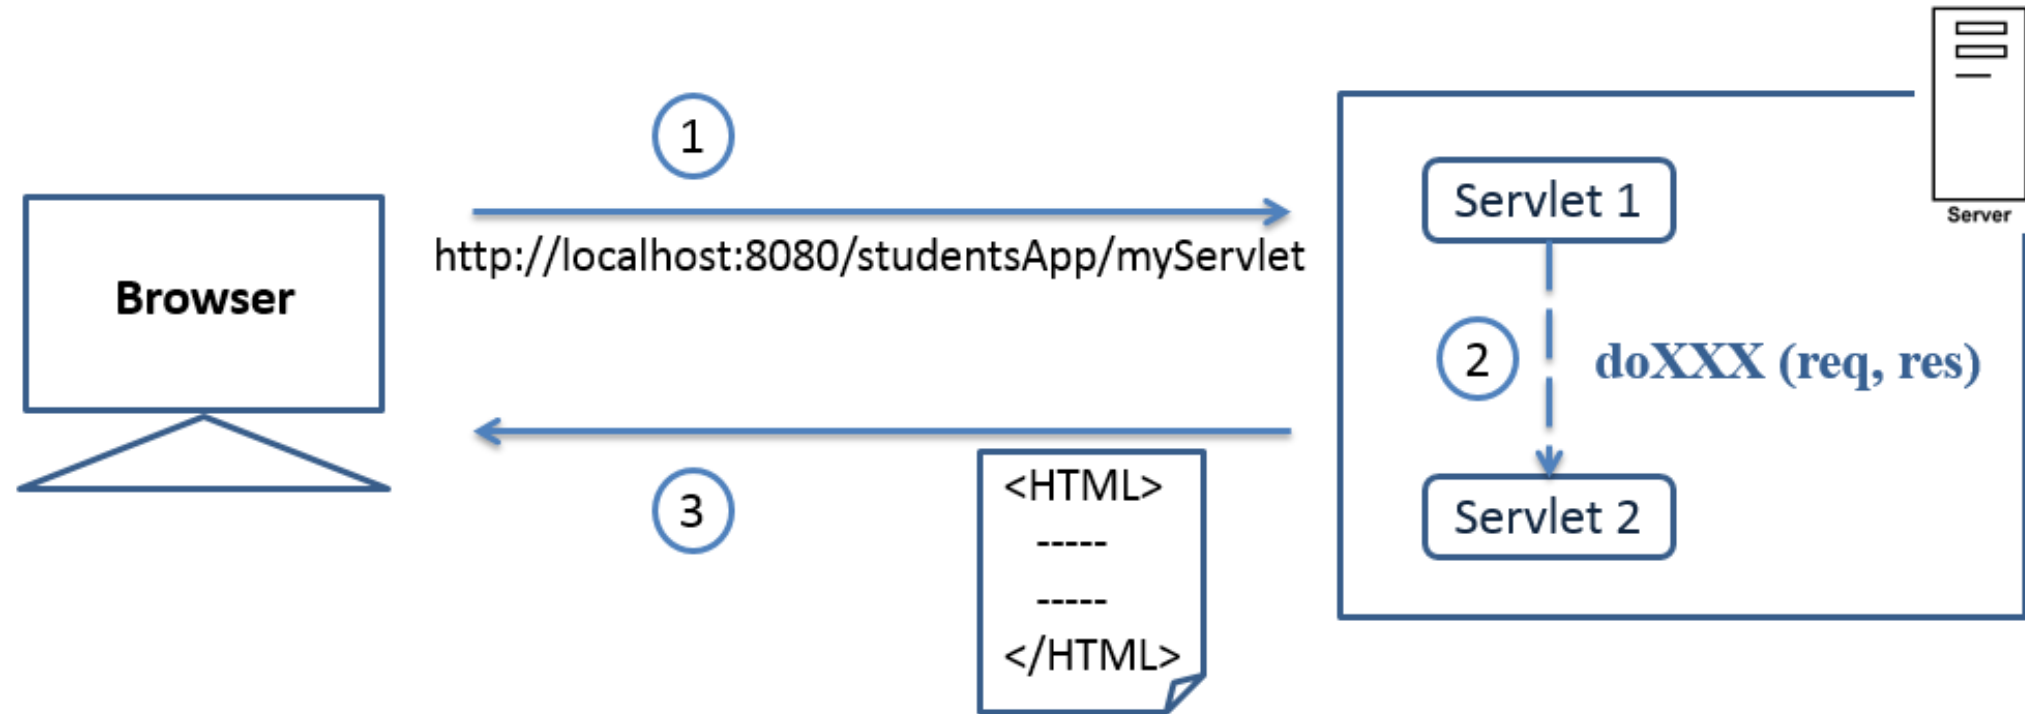 Browser
1
http://localhost:8080/studentsApp/myServlet
Server
Servlet 1
2
doXXX (req, res)
Servlet 2
3
<HTML>
-----
-----
</HTML>